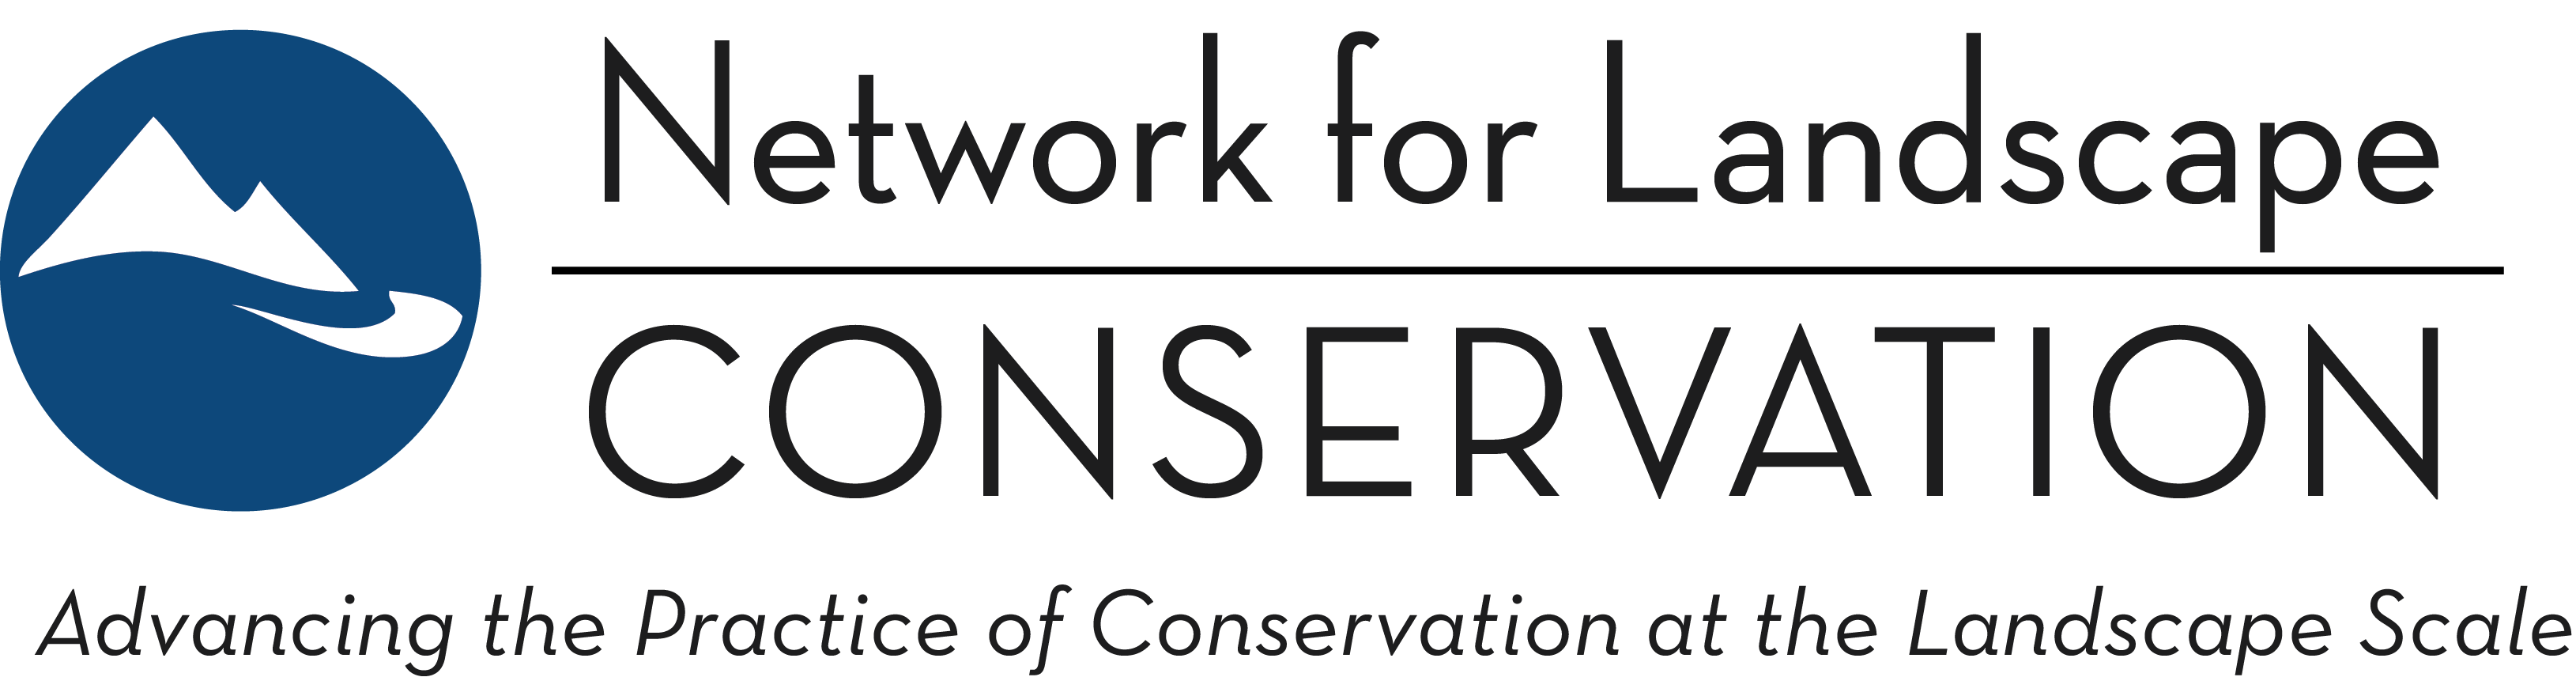 Network for Landscape
CONSERVATION
Advancing the Practice of Conservation at the Landscape Scale